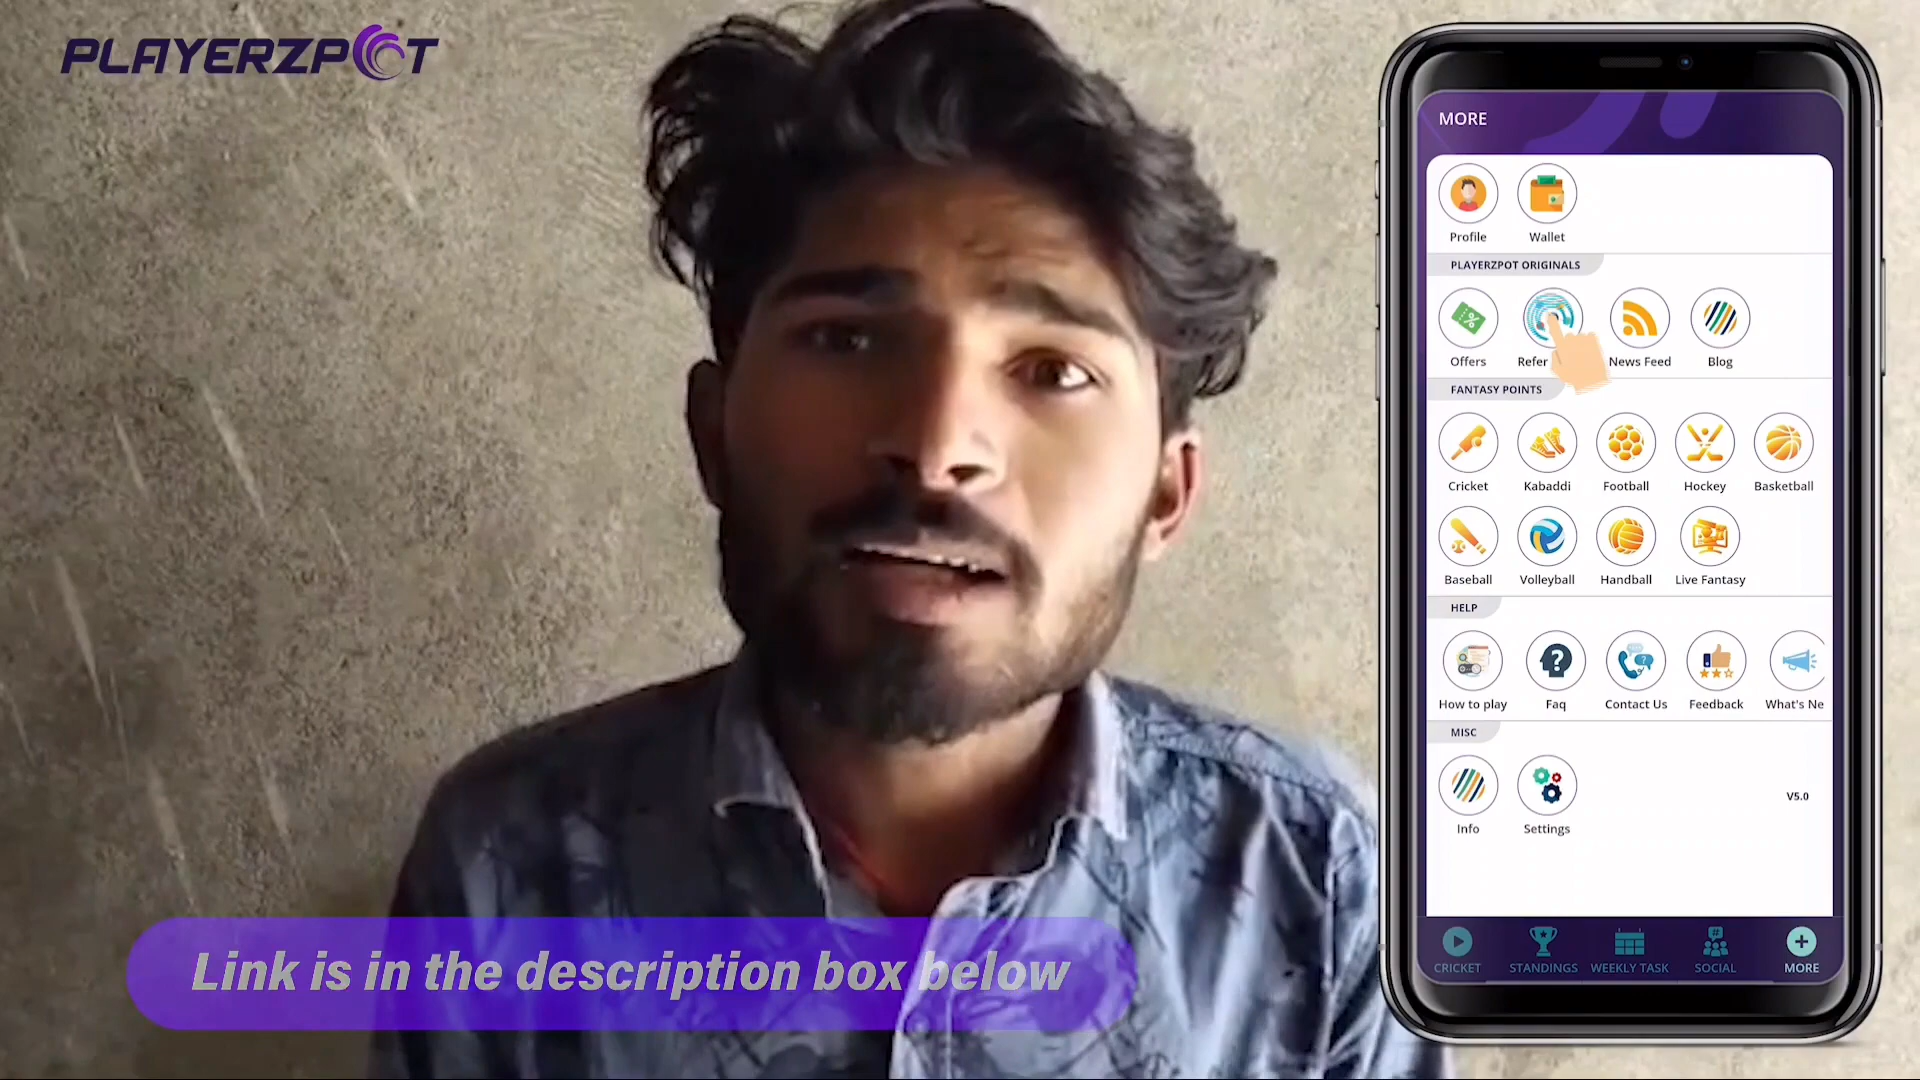 PLAYERZPOT
MORE
Profile Wallet
PLAYERZPOT ORIGINALS
Offers Refer News Feed Blog
FANTASY POINTS
Cricket Kabaddi Football Hockey Basketball
Baseball Volleyball Handball Live Fantasy
HELP
How to play Faq Contact Us Feedback What's Ne
MISC
V5.0
Info Settings
CRICKET STANDINGS WEEKLY TASK SOCIAL MORE
Link is in the description box below